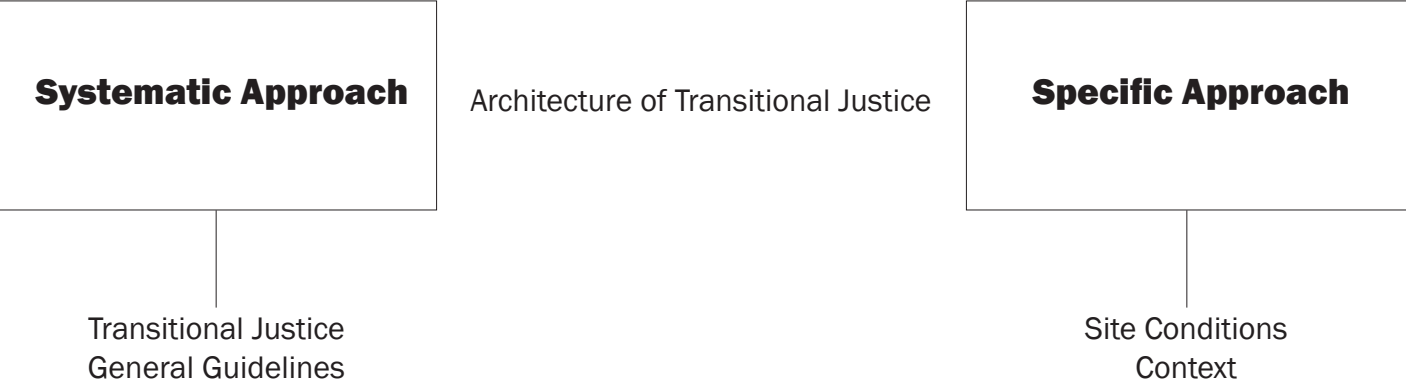 Systematic Approach
Architecture of Transitional Justice
Specific Approach
Transitional Justice
General Guidelines
Site Conditions
Context